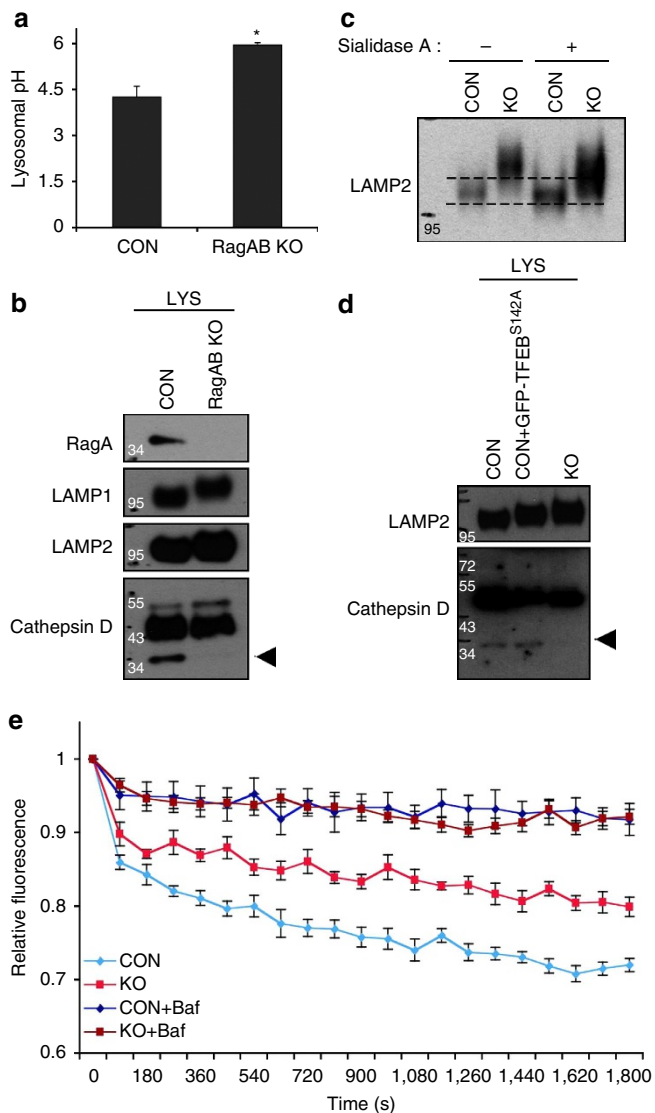 a
6
4.5
3
1.5
0
Lysosomal pH
*
CON
RagAB KO
c
Sialidase A :
–
+
CON
KO
CON
KO
LAMP2
95
b
LYS
CON
RagAB KO
RagA
34
LAMP1
95
LAMP2
95
Cathepsin D
55
43
34
d
LYS
CON
CON+GFP-TFEB^S142A
KO
LAMP2
95
Cathepsin D
72
55
43
34
e
1
0.9
0.8
0.7
0.6
Relative fluorescence
CON
KO
CON+Baf
KO+Baf
0 180 360 540 720 900 1,080 1,260 1,440 1,620 1,800
Time (s)